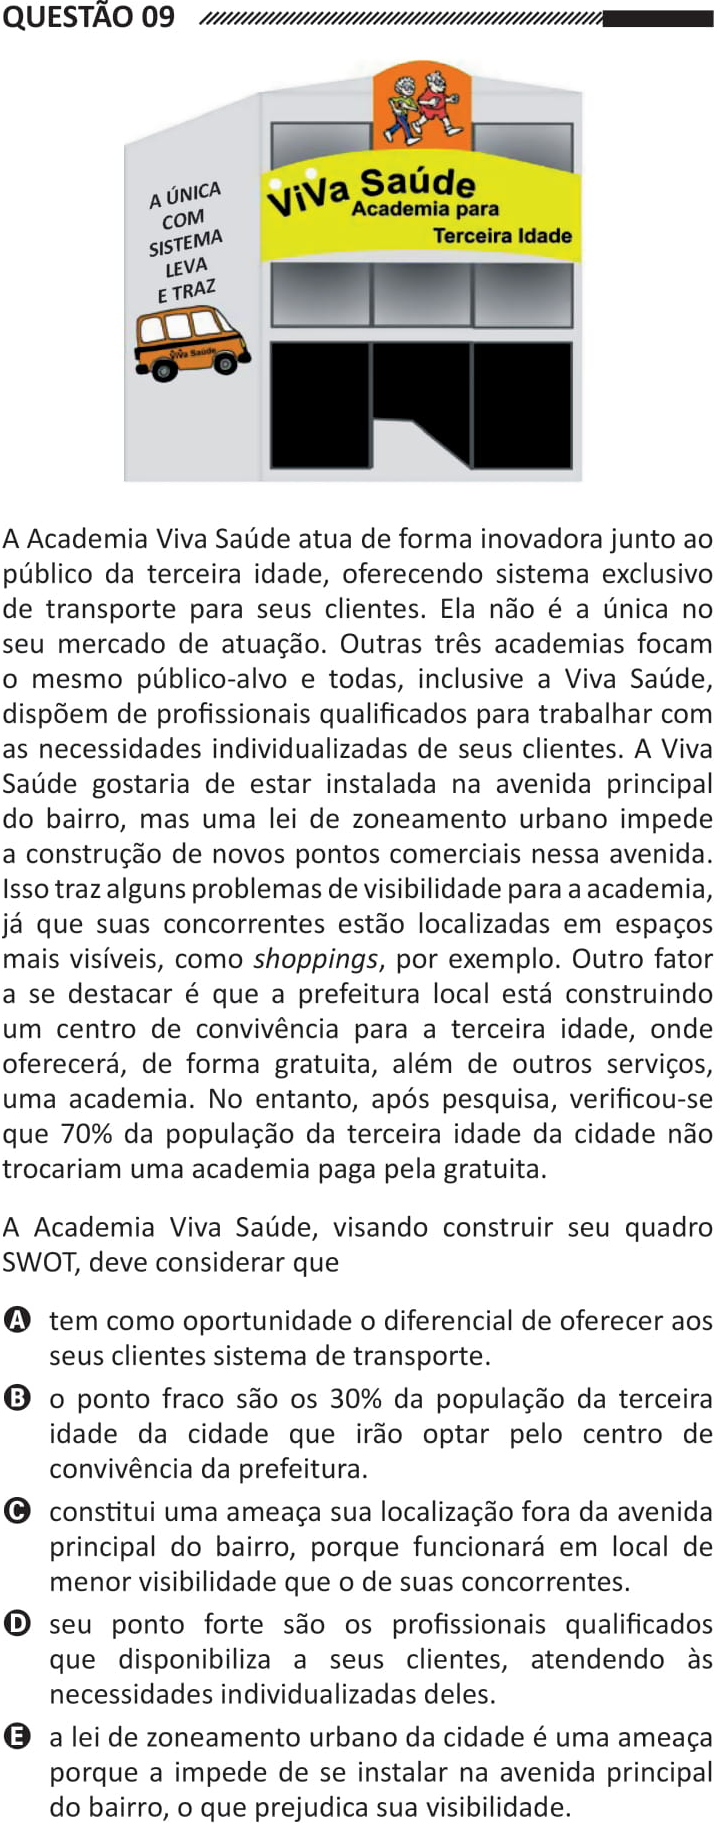 QUESTÃO 09
A ÚNICA
COM
SISTEMA
LEVA
E TRAZ
Viva Saúde
ViVa Saúde
Academia para
Terceira Idade
A Academia Viva Saúde atua de forma inovadora junto ao
público da terceira idade, oferecendo sistema exclusivo
de transporte para seus clientes. Ela não é a única no
seu mercado de atuação. Outras três academias focam
o mesmo público-alvo e todas, inclusive a Viva Saúde,
dispõem de profissionais qualificados para trabalhar com
as necessidades individualizadas de seus clientes. A Viva
Saúde gostaria de estar instalada na avenida principal
do bairro, mas uma lei de zoneamento urbano impede
a construção de novos pontos comerciais nessa avenida.
Isso traz alguns problemas de visibilidade para a academia,
já que suas concorrentes estão localizadas em espaços
mais visíveis, como shoppings, por exemplo. Outro fator
a se destacar é que a prefeitura local está construindo
um centro de convivência para a terceira idade, onde
oferecerá, de forma gratuita, além de outros serviços,
uma academia. No entanto, após pesquisa, verificou-se
que 70% da população da terceira idade da cidade não
trocariam uma academia paga pela gratuita.
A Academia Viva Saúde, visando construir seu quadro
SWOT, deve considerar que
A tem como oportunidade o diferencial de oferecer aos
seus clientes sistema de transporte.
B o ponto fraco são os 30% da população da terceira
idade da cidade que irão optar pelo centro de
convivência da prefeitura.
C constitui uma ameaça sua localização fora da avenida
principal do bairro, porque funcionará em local de
menor visibilidade que o de suas concorrentes.
D seu ponto forte são os profissionais qualificados
que disponibiliza a seus clientes, atendendo às
necessidades individualizadas deles.
E a lei de zoneamento urbano da cidade é uma ameaça
porque a impede de se instalar na avenida principal
do bairro, o que prejudica sua visibilidade.